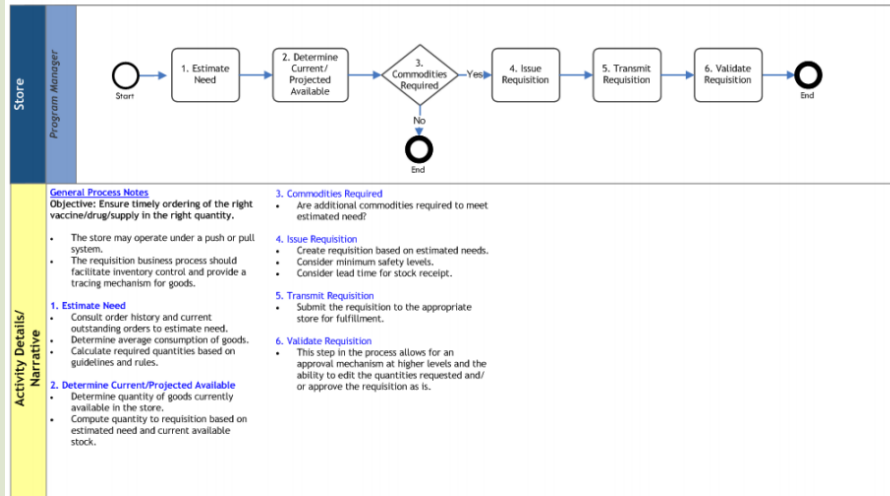 Store
Program Manager
Start
1. Estimate
Need
2. Determine
Current/
Projected
Available
3.
Commodities
Required
Yes
No
End
4. Issue
Requisition
5. Transmit
Requisition
6. Validate
Requisition
End
Activity Details/
Narrative
General Process Notes
Objective: Ensure timely ordering of the right
vaccine/drug/supply in the right quantity.
• The store may operate under a push or pull
system.
• The requisition business process should
facilitate inventory control and provide a
tracing mechanism for goods.
1. Estimate Need
• Consult order history and current
outstanding orders to estimate need.
• Determine average consumption of goods.
• Calculate required quantities based on
guidelines and rules.
2. Determine Current/Projected Available
• Determine quantity of goods currently
available in the store.
• Compute quantity to requisition based on
estimated need and current available
stock.
3. Commodities Required
• Are additional commodities required to meet
estimated need?
4. Issue Requisition
• Create requisition based on estimated needs.
• Consider minimum safety levels.
• Consider lead time for stock receipt.
5. Transmit Requisition
• Submit the requisition to the appropriate
store for fulfillment.
6. Validate Requisition
• This step in the process allows for an
approval mechanism at higher levels and the
ability to edit the quantities requested and/
or approve the requisition as is.